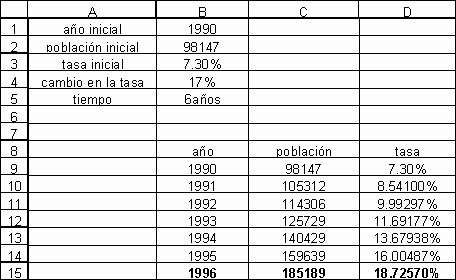 A B C D
1 año inicial 1990
2 población inicial 98147
3 tasa inicial 7.30%
4 cambio en la tasa 17%
5 tiempo 6años
6
7
8 año población tasa
9 1990 98147 7.30%
10 1991 105312 8.54100%
11 1992 114306 9.99297%
12 1993 125729 11.69177%
13 1994 140429 13.67938%
14 1995 159639 16.00487%
15 1996 185189 18.72570%